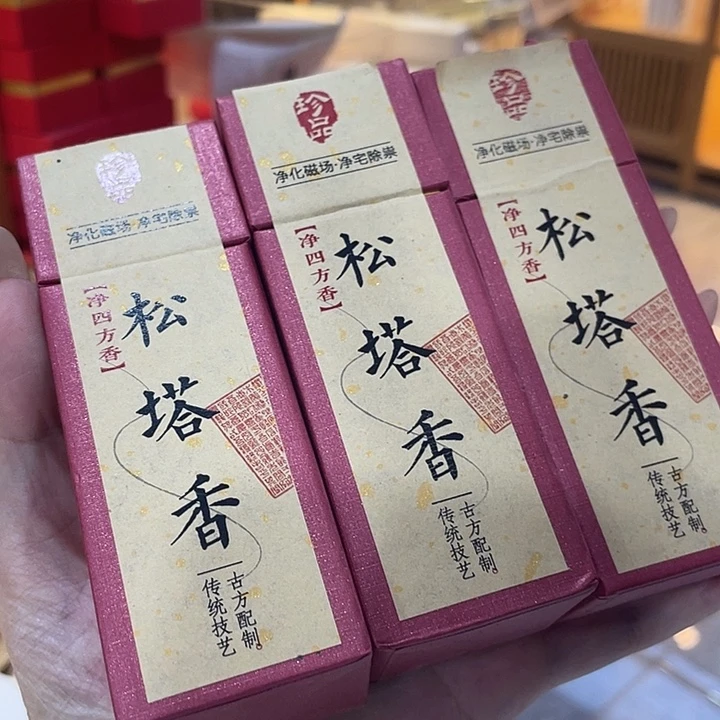 珍品
净化磁场·净宅除祟
【净四方香】
松塔香
古方配制
传统技艺
珍品
净化磁场·净宅除祟
【净四方香】
松塔香
古方配制
传统技艺
珍品
净化磁场·净宅除祟
【净四方香】
松塔香
古方配制
传统技艺